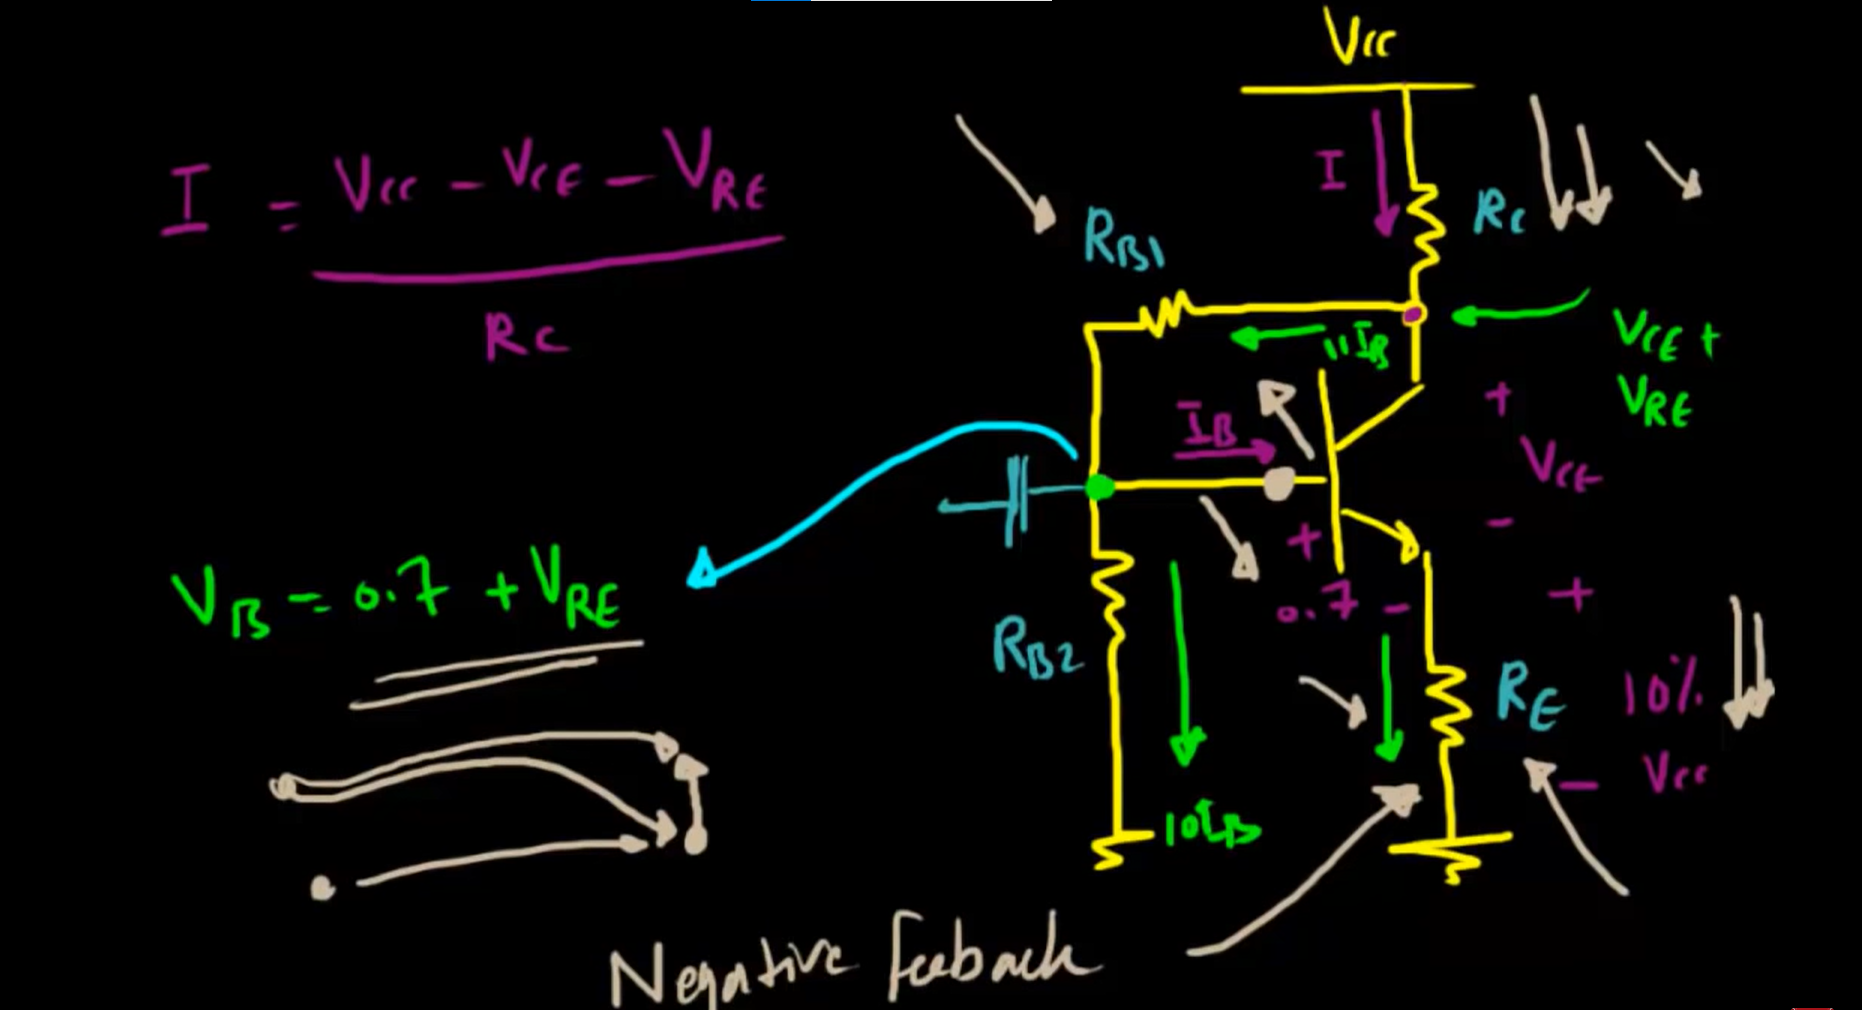 Vcc
I = Vcc - VCE - VRE
Rc
I
Rc
RB1
11IB
VCE +
VRE
IB
+
VCE
-
VB = 0.7 + VRE
+
0.7 -
+
RB2
RE
10%
- Vcc
10IB
Negative Feeback